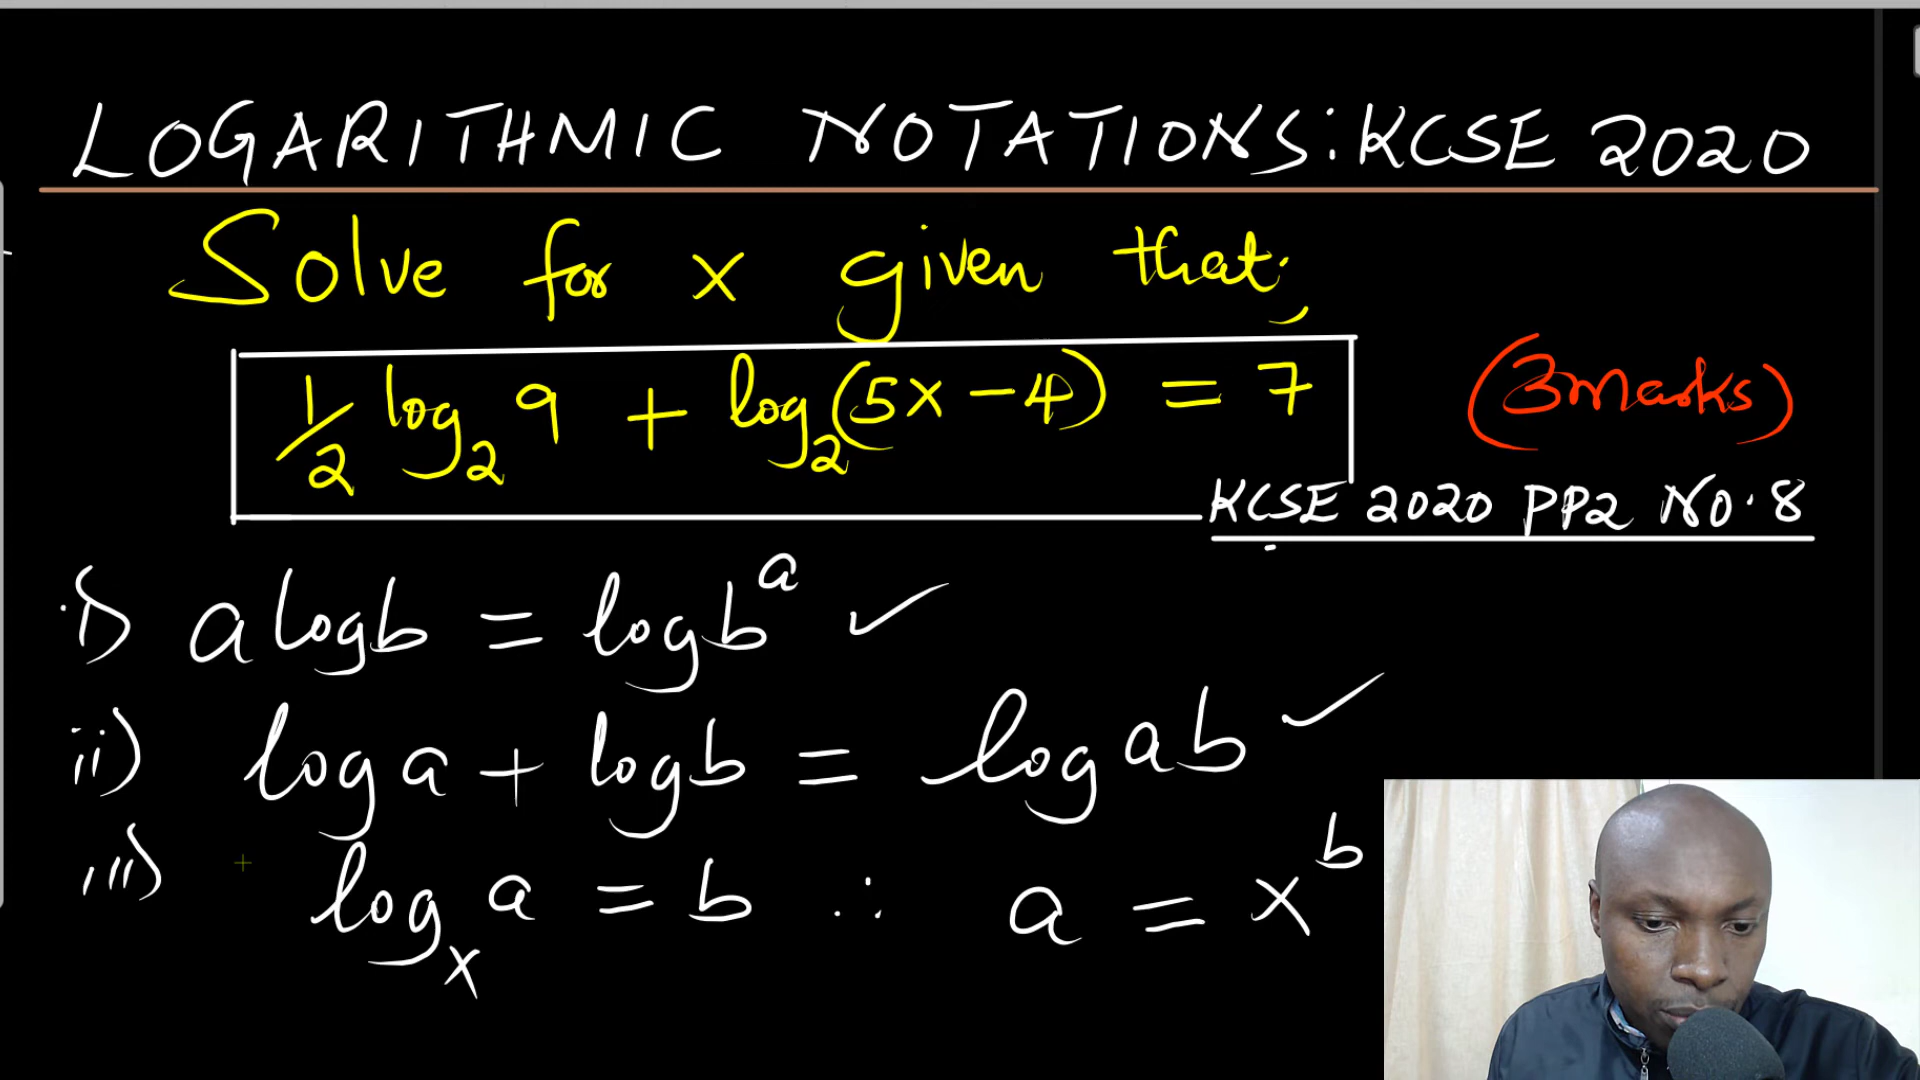 LOGARITHMIC NOTATIONS: KCSE 2020
Solve for x given that;
½ log₂ 9 + log₂(5x − 4) = 7
(3marks)
KCSE 2020 PP2 NO.8
i) a log b = log b^a ✓
ii) log a + log b = log ab ✓
iii) logₓ a = b ∴ a = x^b